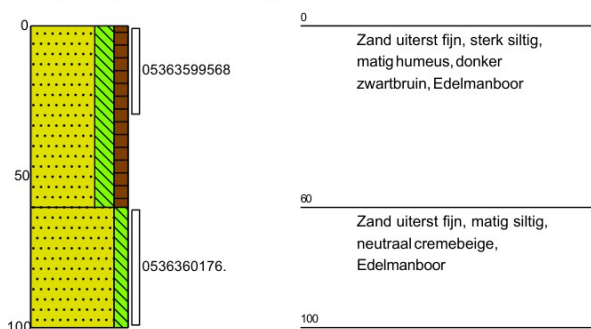 0
50
100
05363599568
0536360176.
0
Zand uiterst fijn, sterk siltig,
matig humeus, donker
zwartbruin, Edelmanboor
60
Zand uiterst fijn, matig siltig,
neutraal cremebeige,
Edelmanboor
100